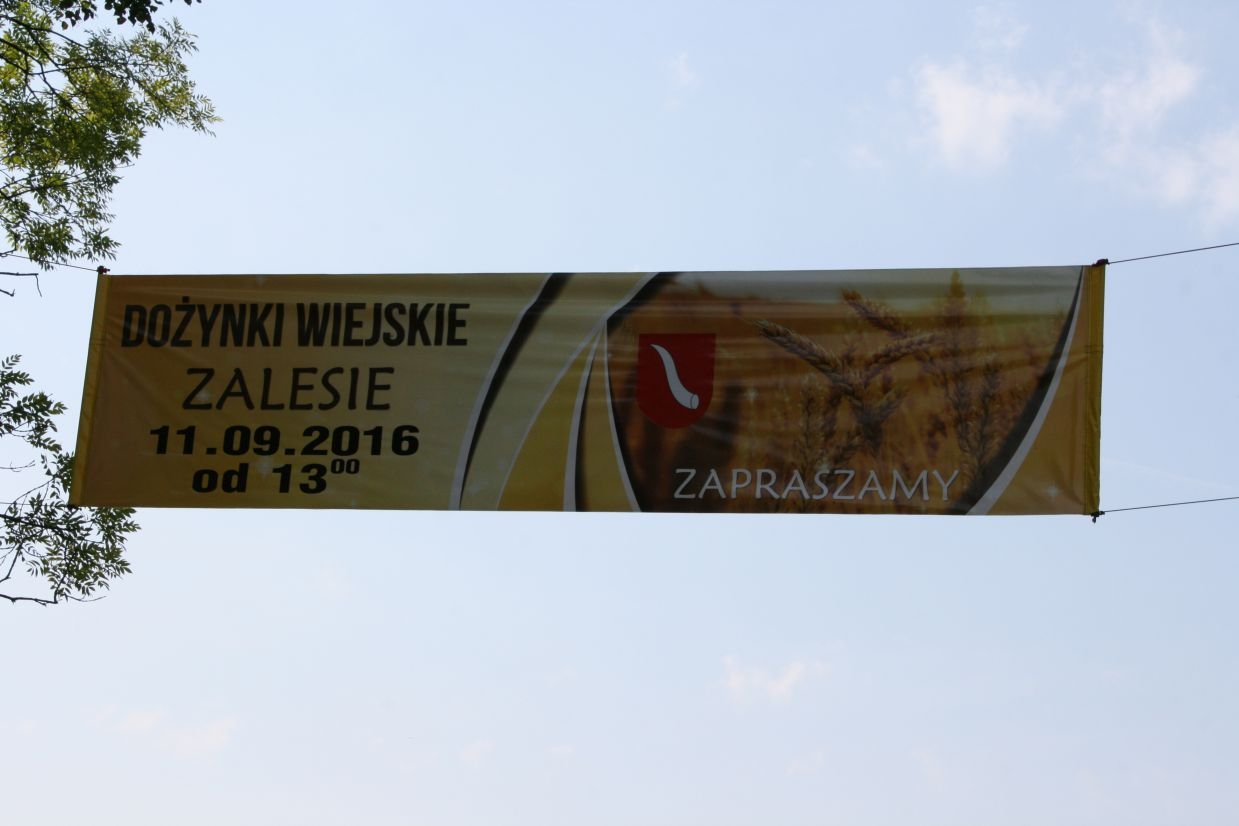 DOŻYNKI WIEJSKIE
ZALESIE
11.09.2016
od 13⁰⁰
ZAPRASZAMY